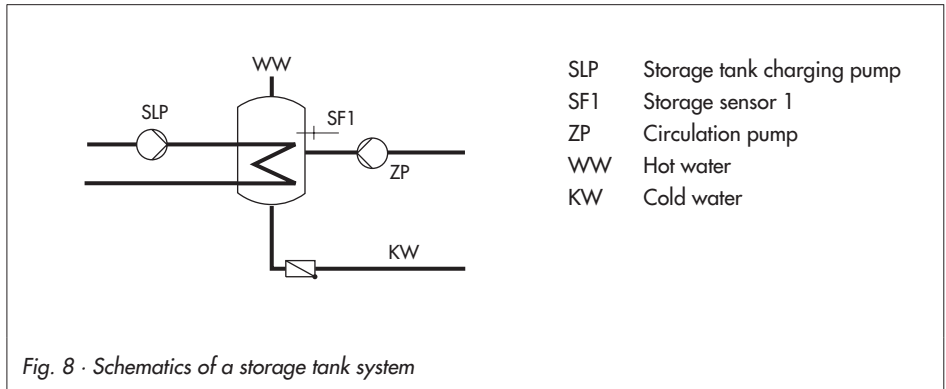 WW
SLP
SF1
ZP
KW
SLP Storage tank charging pump
SF1 Storage sensor 1
ZP Circulation pump
WW Hot water
KW Cold water
Fig. 8 · Schematics of a storage tank system